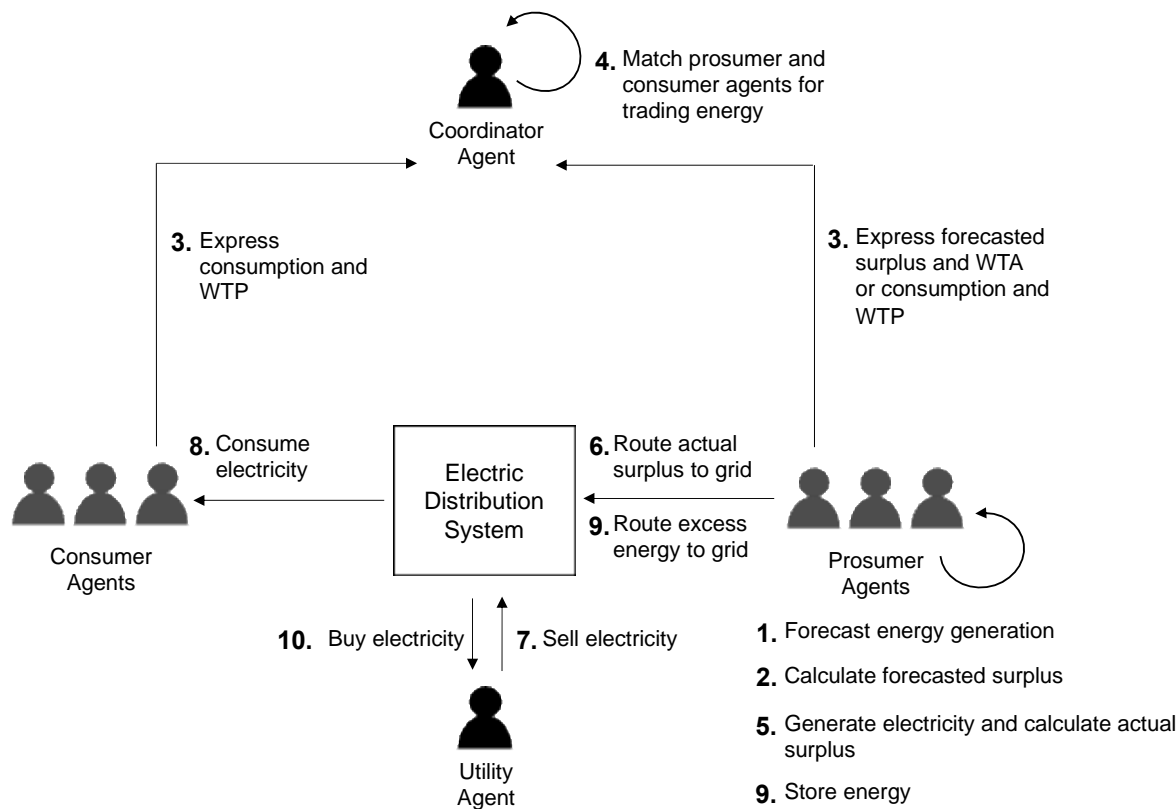 4. Match prosumer and
consumer agents for
trading energy
Coordinator
Agent
3. Express
consumption and
WTP
3. Express forecasted
surplus and WTA
or consumption and
WTP
8. Consume
electricity
Electric
Distribution
System
6. Route actual
surplus to grid
9. Route excess
energy to grid
Consumer
Agents
Prosumer
Agents
10. Buy electricity
7. Sell electricity
Utility
Agent
1. Forecast energy generation
2. Calculate forecasted surplus
5. Generate electricity and calculate actual
surplus
9. Store energy